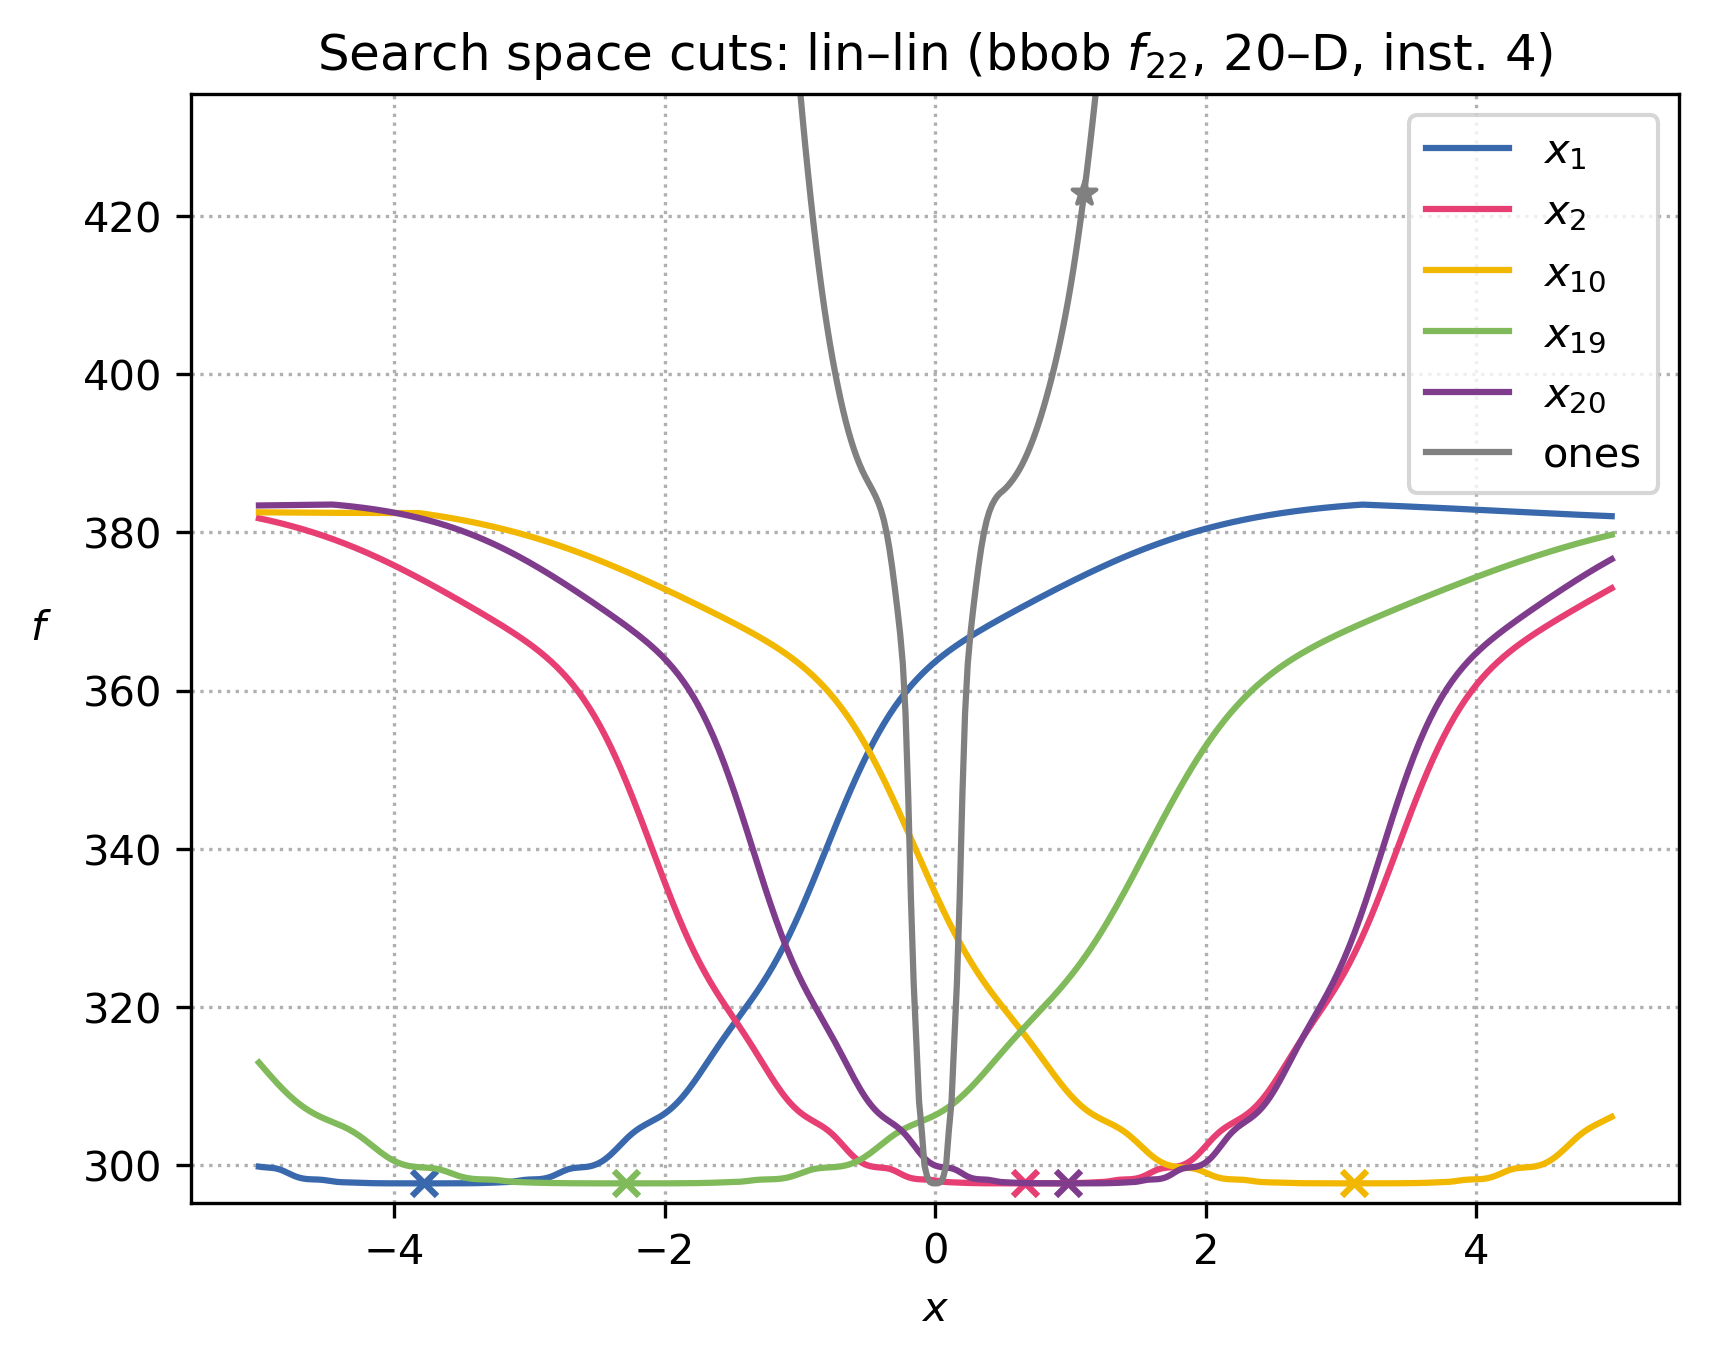 Search space cuts: lin–lin (bbob f22, 20–D, inst. 4)
420
400
380
360
340
320
300
f
−4 −2 0 2 4
x
x1
x2
x10
x19
x20
ones